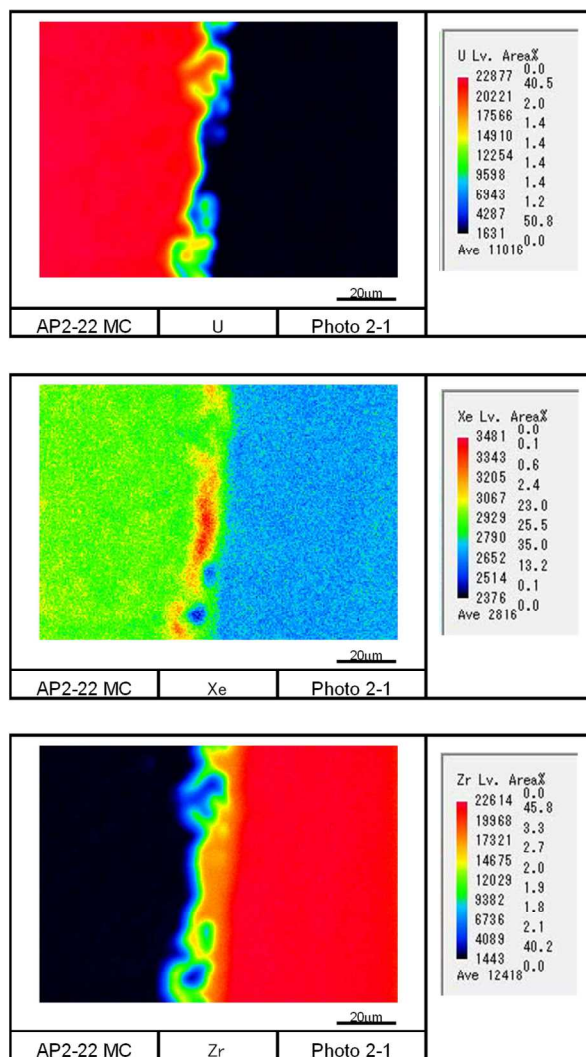 U Lv. Area%
0.0
22877 40.5
20221 2.0
17566 1.4
14910 1.4
12254 1.4
9598 1.4
6943 1.2
4287 50.8
1631 0.0
Ave 11016
20um
AP2-22 MC U Photo 2-1
Xe Lv. Area%
0.0
3481 0.1
3343 0.6
3205 2.4
3067 23.0
2929 25.5
2790 35.0
2652 13.2
2514 0.1
2376 0.0
Ave 2816
20um
AP2-22 MC Xe Photo 2-1
Zr Lv. Area%
0.0
22614 45.8
19968 3.3
17321 2.7
14675 2.0
12029 1.9
9382 1.8
6736 2.1
4089 40.2
1443 0.0
Ave 12418
20um
AP2-22 MC Zr Photo 2-1